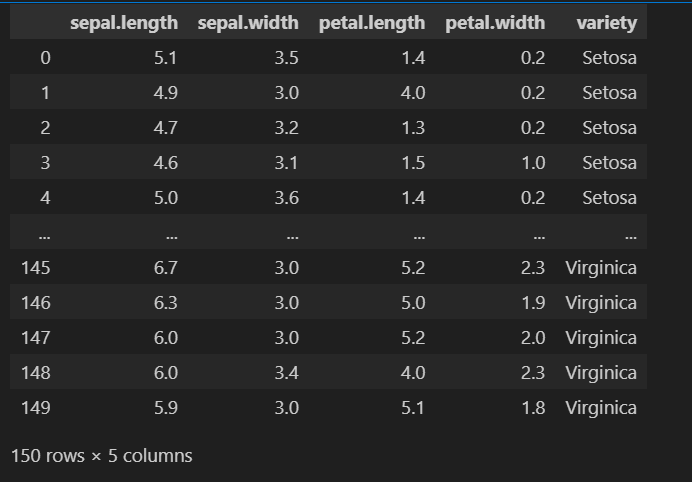 sepal.length sepal.width petal.length petal.width variety
0 5.1 3.5 1.4 0.2 Setosa
1 4.9 3.0 4.0 0.2 Setosa
2 4.7 3.2 1.3 0.2 Setosa
3 4.6 3.1 1.5 1.0 Setosa
4 5.0 3.6 1.4 0.2 Setosa
... ... ... ... ... ...
145 6.7 3.0 5.2 2.3 Virginica
146 6.3 3.0 5.0 1.9 Virginica
147 6.0 3.0 5.2 2.0 Virginica
148 6.0 3.4 4.0 2.3 Virginica
149 5.9 3.0 5.1 1.8 Virginica
150 rows × 5 columns